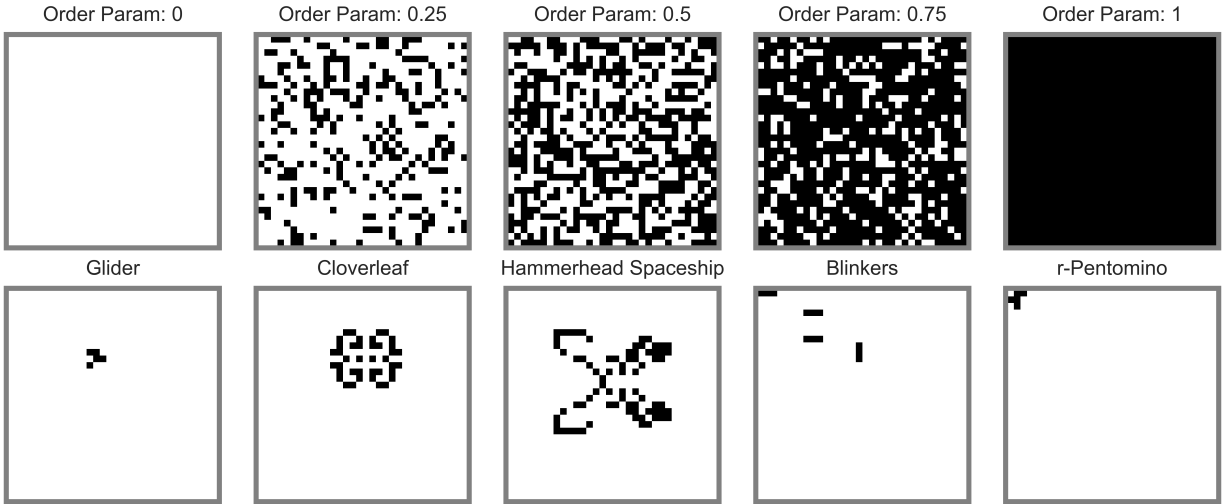 Order Param: 0
Order Param: 0.25
Order Param: 0.5
Order Param: 0.75
Order Param: 1
Glider
Cloverleaf
Hammerhead Spaceship
Blinkers
r-Pentomino